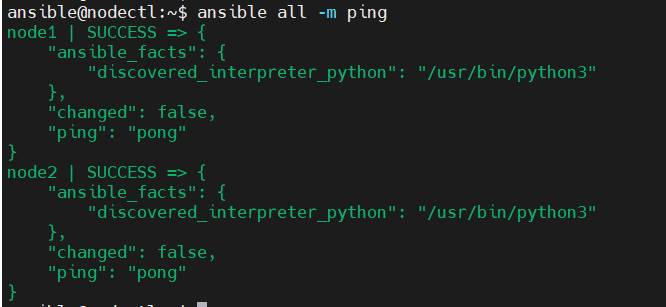 ansible@nodectl:~$ ansible all -m ping
node1 | SUCCESS => {
    "ansible_facts": {
        "discovered_interpreter_python": "/usr/bin/python3"
    },
    "changed": false,
    "ping": "pong"
}
node2 | SUCCESS => {
    "ansible_facts": {
        "discovered_interpreter_python": "/usr/bin/python3"
    },
    "changed": false,
    "ping": "pong"
}